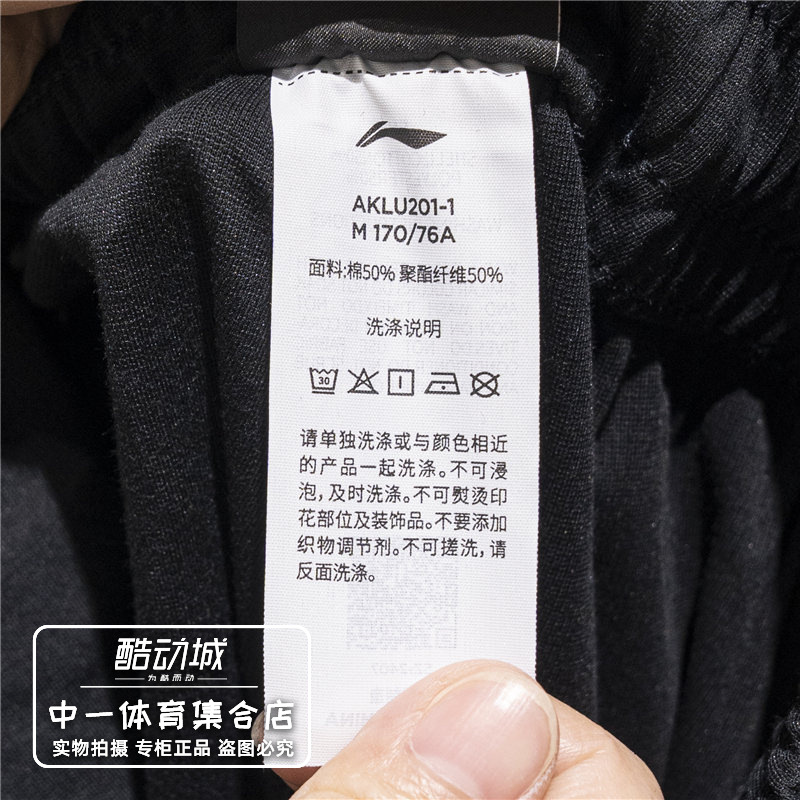 AKLU201-1
M 170/76A
面料:棉50% 聚酯纤维50%
洗涤说明
30
请单独洗涤或与颜色相近
的产品一起洗涤。不可浸
泡,及时洗涤。不可熨烫印
花部位及装饰品。不要添加
织物调节剂。不可搓洗,请
反面洗涤。
酷动城
为酷而动
中一体育集合店
实物拍摄 专柜正品 盗图必究